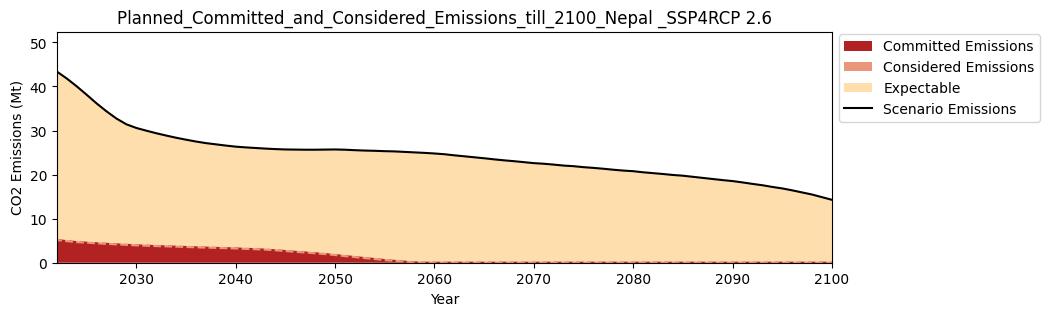 Planned_Committed_and_Considered_Emissions_till_2100_Nepal _SSP4RCP 2.6
CO2 Emissions (Mt)
50
40
30
20
10
0
2030 2040 2050 2060 2070 2080 2090 2100
Year
Committed Emissions
Considered Emissions
Expectable
Scenario Emissions